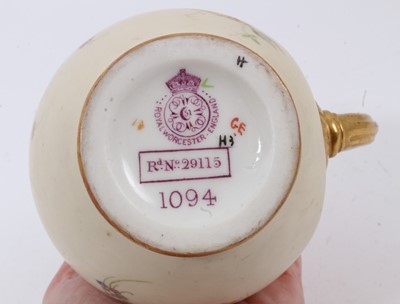 H
ROYAL WORCESTER ENGLAND
GE
H3
Rᵈ. Nº. 29115
1094